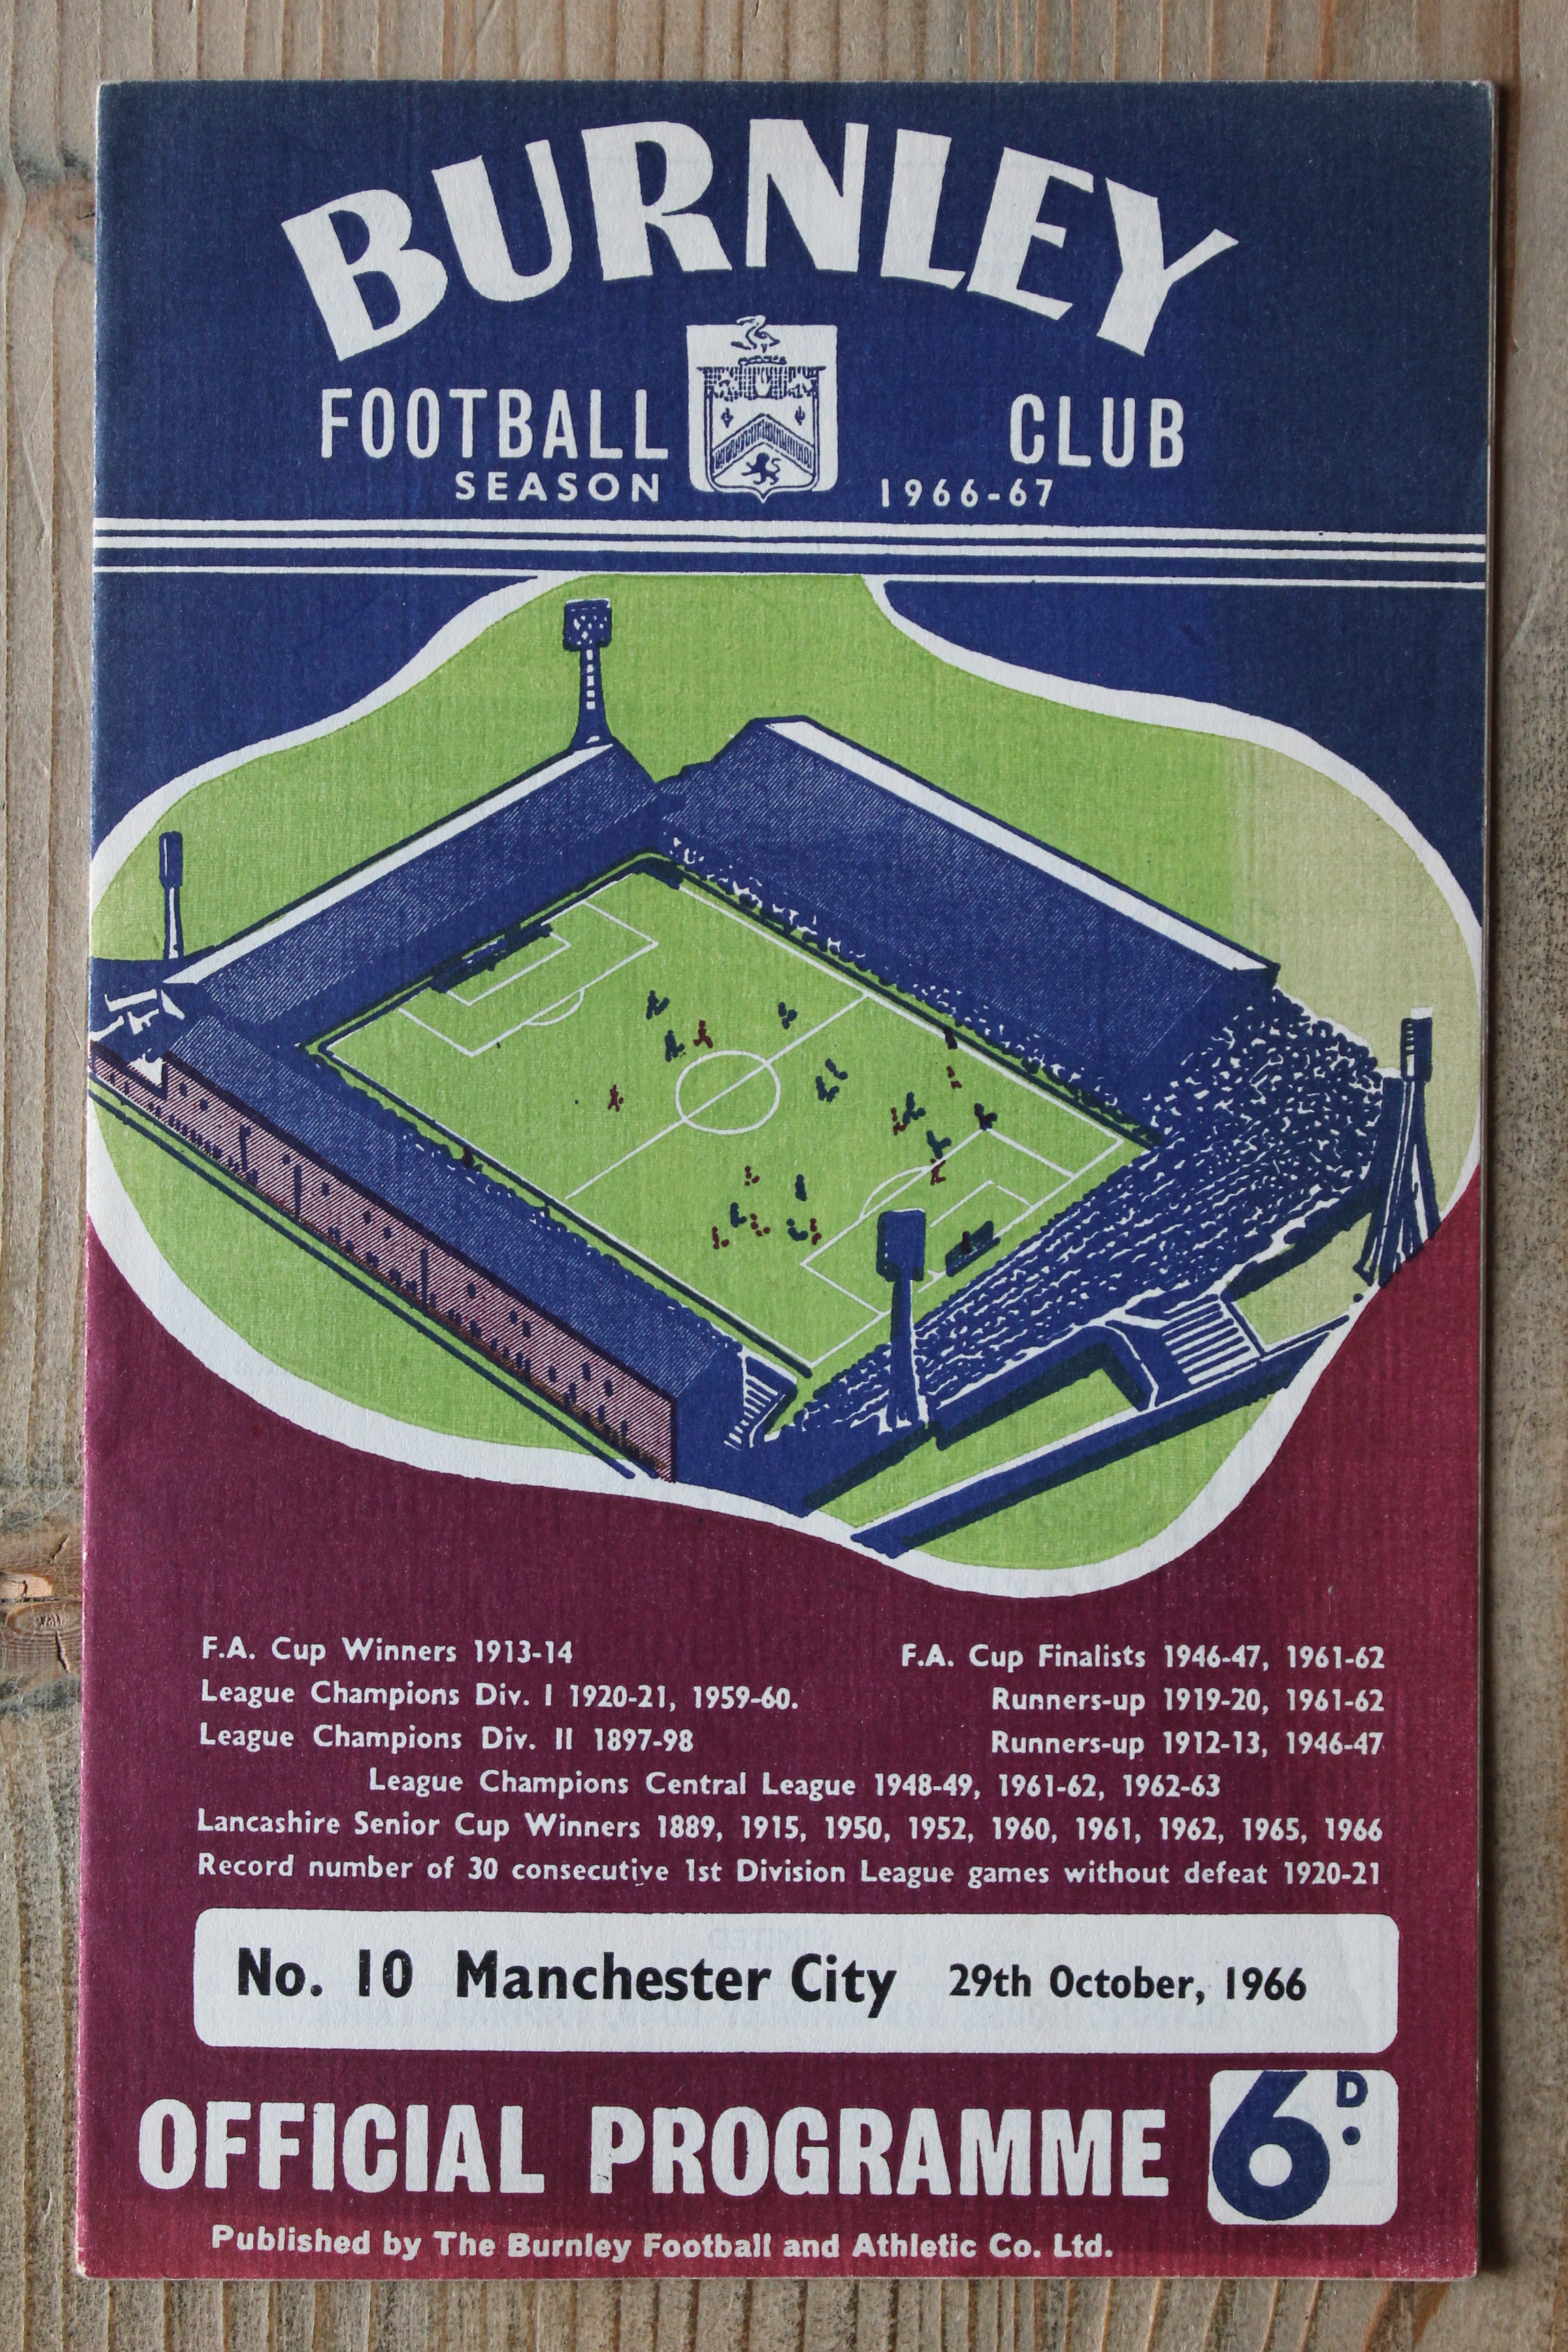 BURNLEY
FOOTBALL CLUB
SEASON 1966-67
F.A. Cup Winners 1913-14 F.A. Cup Finalists 1946-47, 1961-62
League Champions Div. I 1920-21, 1959-60. Runners-up 1919-20, 1961-62
League Champions Div. II 1897-98 Runners-up 1912-13, 1946-47
League Champions Central League 1948-49, 1961-62, 1962-63
Lancashire Senior Cup Winners 1889, 1915, 1950, 1952, 1960, 1961, 1962, 1965, 1966
Record number of 30 consecutive 1st Division League games without defeat 1920-21
No. 10 Manchester City 29th October, 1966
OFFICIAL PROGRAMME 6D.
Published by The Burnley Football and Athletic Co. Ltd.